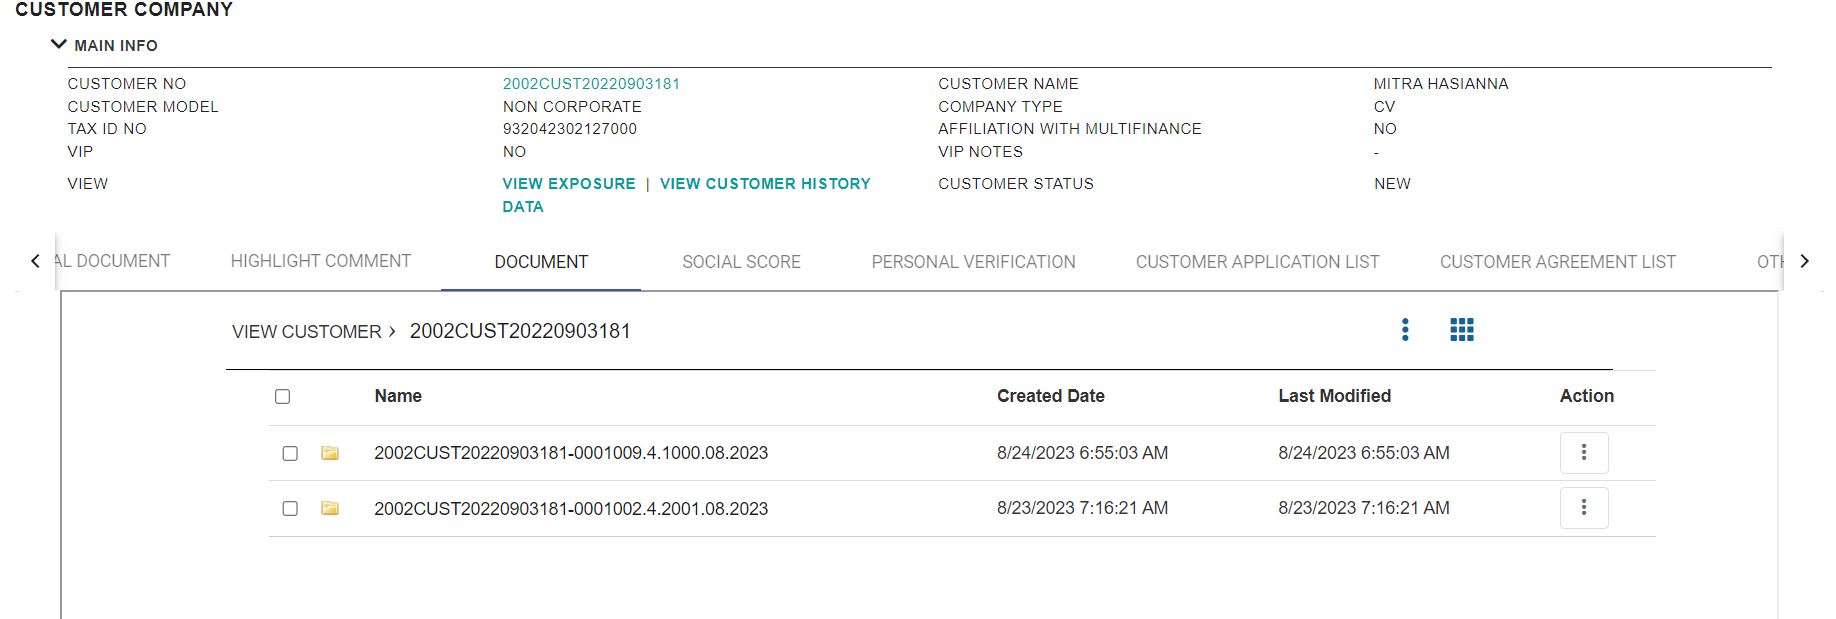 CUSTOMER COMPANY
MAIN INFO
CUSTOMER NO 2002CUST20220903181 CUSTOMER NAME MITRA HASIANNA
CUSTOMER MODEL NON CORPORATE COMPANY TYPE CV
TAX ID NO 932042302127000 AFFILIATION WITH MULTIFINANCE NO
VIP NO VIP NOTES -
VIEW VIEW EXPOSURE | VIEW CUSTOMER HISTORY DATA CUSTOMER STATUS NEW
AL DOCUMENT HIGHLIGHT COMMENT DOCUMENT SOCIAL SCORE PERSONAL VERIFICATION CUSTOMER APPLICATION LIST CUSTOMER AGREEMENT LIST OTH
VIEW CUSTOMER › 2002CUST20220903181
Name Created Date Last Modified Action
2002CUST20220903181-0001009.4.1000.08.2023 8/24/2023 6:55:03 AM 8/24/2023 6:55:03 AM
2002CUST20220903181-0001002.4.2001.08.2023 8/23/2023 7:16:21 AM 8/23/2023 7:16:21 AM